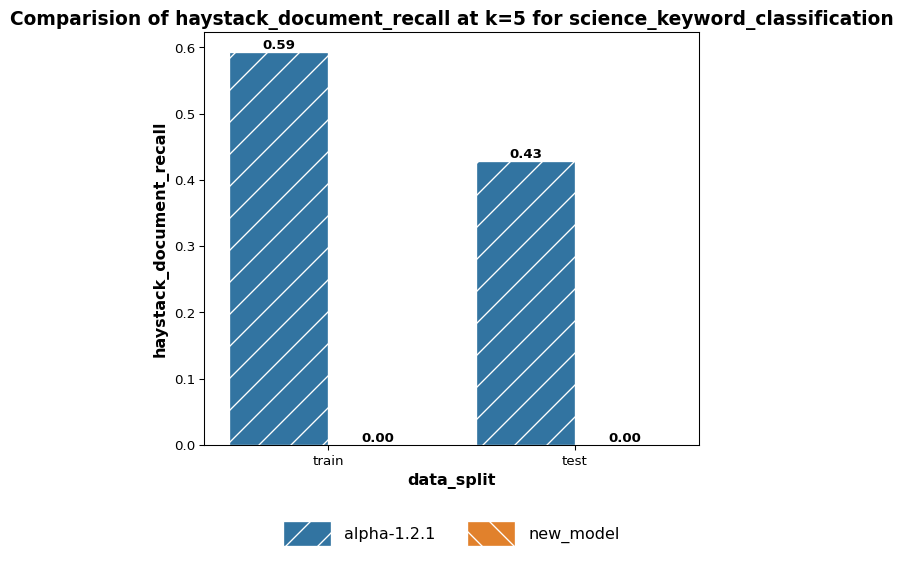 Comparision of haystack_document_recall at k=5 for science_keyword_classification
0.6
0.5
0.4
0.3
0.2
0.1
0.0
haystack_document_recall
0.59
0.00
0.43
0.00
train
test
data_split
alpha-1.2.1
new_model